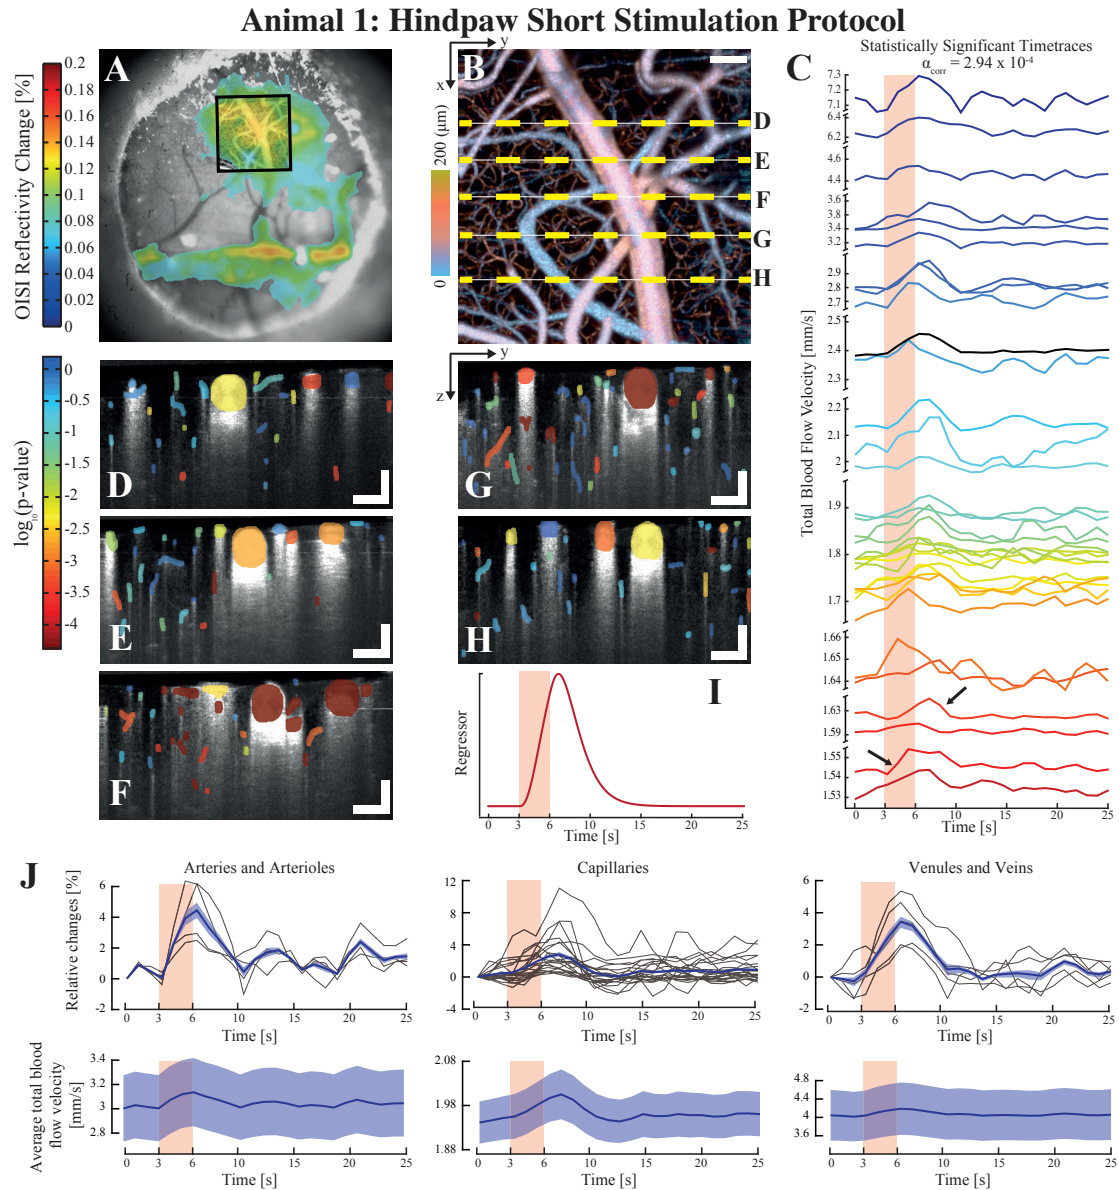 Animal 1: Hindpaw Short Stimulation Protocol
A
OISI Reflectivity Change [%]
0.2
0.18
0.16
0.14
0.12
0.1
0.08
0.06
0.04
0.02
0
B
y
x
200 (μm)
0
D
E
F
G
H
C
Statistically Significant Timetraces
α corr = 2.94 x 10-4
Total Blood Flow Velocity [mm/s]
7.3
7.2
7.1
6.4
6.2
4.6
4.4
3.6
3.8
3.4
3.2
2.9
2.8
2.7
2.5
2.4
2.3
2.2
2.1
2
1.9
1.8
1.7
1.66
1.65
1.64
1.63
1.59
1.55
1.54
1.53
0 3 6 10 15 20 25
Time [s]
log10(p-value)
0
-0.5
-1
-1.5
-2
-2.5
-3
-3.5
-4
D
E
F
y
z
G
H
I
Regressor
0 3 6 10 15 20 25
Time [s]
J
Arteries and Arterioles
Relative changes [%]
6
4
2
0
-2
0 3 6 10 15 20 25
Time [s]
Capillaries
12
8
4
0
-4
0 3 6 10 15 20 25
Time [s]
Venules and Veins
6
4
2
0
-2
0 3 6 10 15 20 25
Time [s]
Average total blood
flow velocity
[mm/s]
3.4
3.2
3.0
2.8
0 3 6 10 15 20 25
Time [s]
2.08
1.98
1.88
0 3 6 10 15 20 25
Time [s]
4.8
4.4
4
3.6
0 3 6 10 15 20 25
Time [s]